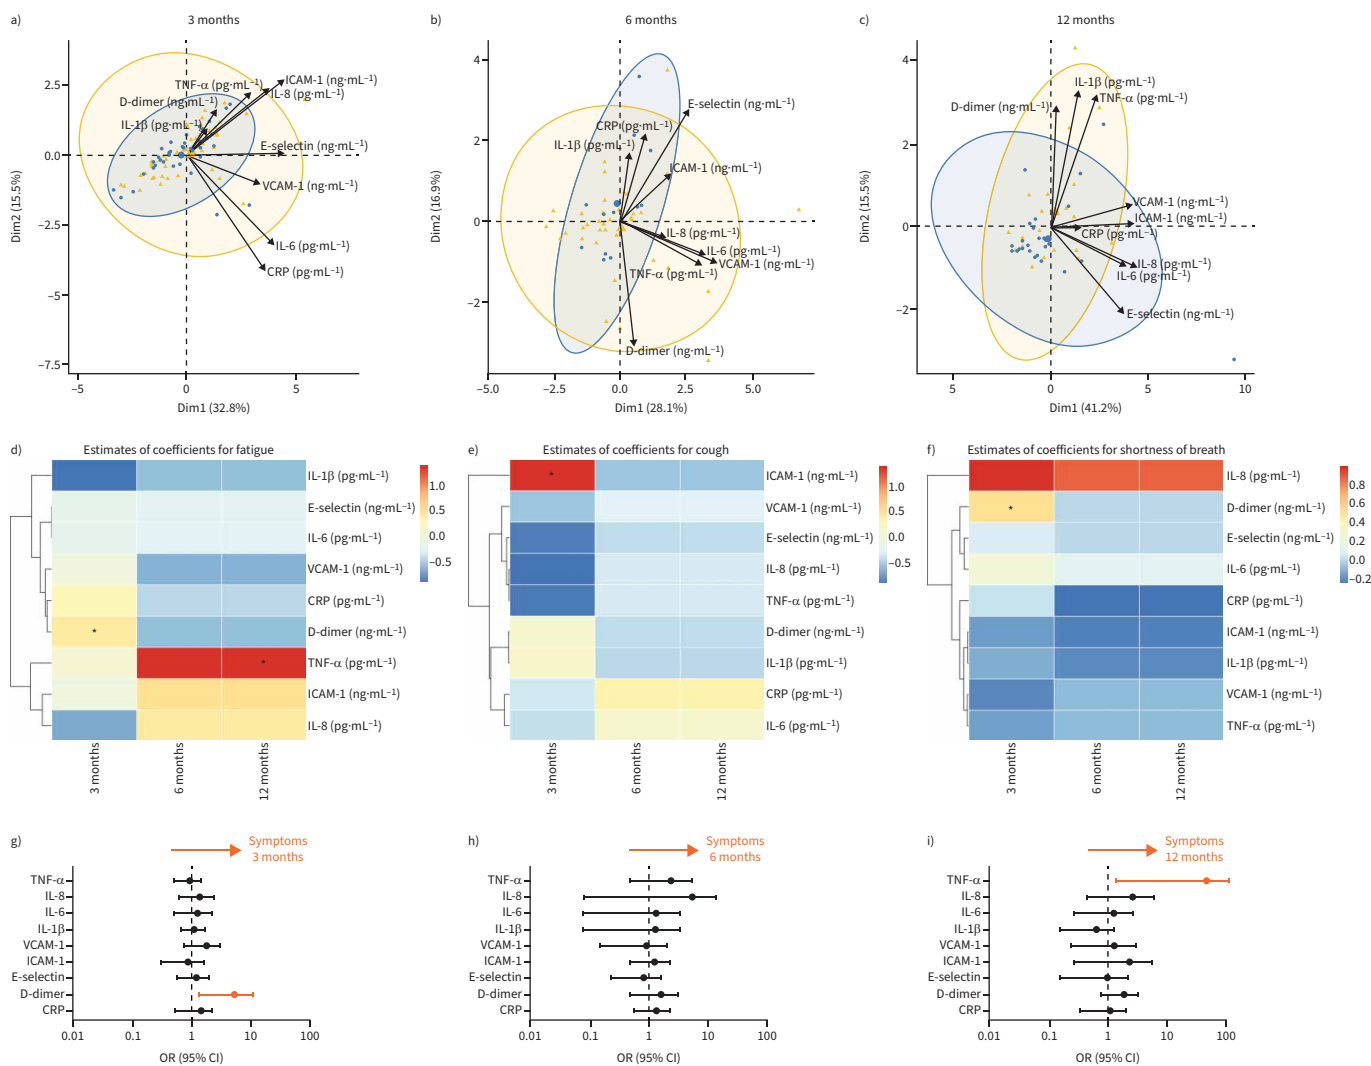 a)
3 months
2.5
0.0
−2.5
−5
−7.5
Dim2 (15.5%)
TNF-α (pg·mL⁻¹)
ICAM-1 (ng·mL⁻¹)
IL-8 (pg·mL⁻¹)
D-dimer (ng·mL⁻¹)
IL-1β (pg·mL⁻¹)
E-selectin (ng·mL⁻¹)
VCAM-1 (ng·mL⁻¹)
IL-6 (pg·mL⁻¹)
CRP (pg·mL⁻¹)
−5
0
5
Dim1 (32.8%)
b)
6 months
4
2
0
−2
Dim2 (16.9%)
E-selectin (ng·mL⁻¹)
CRP (pg·mL⁻¹)
IL-1β (pg·mL⁻¹)
ICAM-1 (ng·mL⁻¹)
IL-8 (pg·mL⁻¹)
IL-6 (pg·mL⁻¹)
VCAM-1 (ng·mL⁻¹)
TNF-α (pg·mL⁻¹)
D-dimer (ng·mL⁻¹)
−5.0
−2.5
0.0
2.5
5.0
Dim1 (28.1%)
c)
12 months
4
2
0
−2
Dim2 (15.5%)
IL-1β (pg·mL⁻¹)
TNF-α (pg·mL⁻¹)
D-dimer (ng·mL⁻¹)
VCAM-1 (ng·mL⁻¹)
ICAM-1 (ng·mL⁻¹)
CRP (pg·mL⁻¹)
IL-8 (pg·mL⁻¹)
IL-6 (pg·mL⁻¹)
E-selectin (ng·mL⁻¹)
5
0
5
10
Dim1 (41.2%)
d)
Estimates of coefficients for fatigue
IL-1β (pg·mL⁻¹)
E-selectin (ng·mL⁻¹)
IL-6 (pg·mL⁻¹)
VCAM-1 (ng·mL⁻¹)
CRP (pg·mL⁻¹)
* D-dimer (ng·mL⁻¹)
* TNF-α (pg·mL⁻¹)
ICAM-1 (ng·mL⁻¹)
IL-8 (pg·mL⁻¹)
1.0
0.5
0.0
−0.5
3 months
6 months
12 months
e)
Estimates of coefficients for cough
* ICAM-1 (ng·mL⁻¹)
VCAM-1 (ng·mL⁻¹)
E-selectin (ng·mL⁻¹)
IL-8 (pg·mL⁻¹)
TNF-α (pg·mL⁻¹)
D-dimer (ng·mL⁻¹)
IL-1β (pg·mL⁻¹)
CRP (pg·mL⁻¹)
IL-6 (pg·mL⁻¹)
1.0
0.5
0.0
−0.5
3 months
6 months
12 months
f)
Estimates of coefficients for shortness of breath
IL-8 (pg·mL⁻¹)
* D-dimer (ng·mL⁻¹)
E-selectin (ng·mL⁻¹)
IL-6 (pg·mL⁻¹)
CRP (pg·mL⁻¹)
ICAM-1 (ng·mL⁻¹)
IL-1β (pg·mL⁻¹)
VCAM-1 (ng·mL⁻¹)
TNF-α (pg·mL⁻¹)
0.8
0.6
0.4
0.2
0.0
−0.2
3 months
6 months
12 months
g)
Symptoms
3 months
TNF-α
IL-8
IL-6
IL-1β
VCAM-1
ICAM-1
E-selectin
D-dimer
CRP
0.01
0.1
1
10
100
OR (95% CI)
h)
Symptoms
6 months
TNF-α
IL-8
IL-6
IL-1β
VCAM-1
ICAM-1
E-selectin
D-dimer
CRP
0.01
0.1
1
10
100
OR (95% CI)
i)
Symptoms
12 months
TNF-α
IL-8
IL-6
IL-1β
VCAM-1
ICAM-1
E-selectin
D-dimer
CRP
0.01
0.1
1
10
100
OR (95% CI)